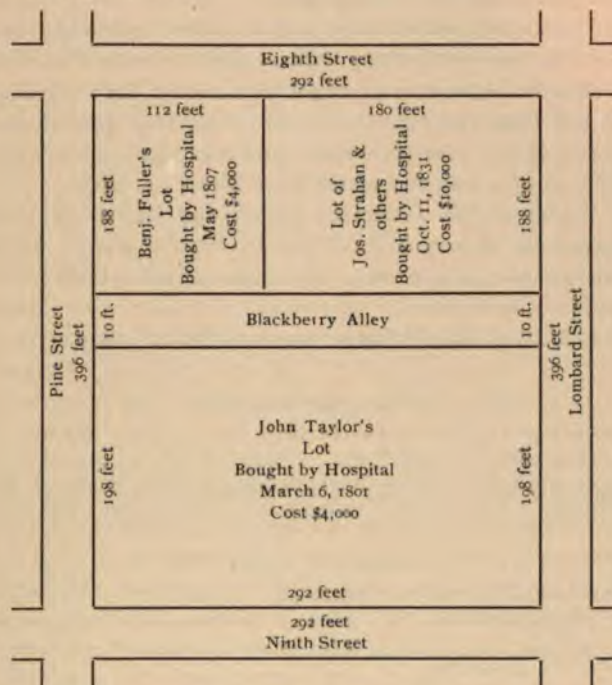 Eighth Street
292 feet
112 feet
180 feet
188 feet
Benj. Fuller's
Lot
Bought by Hospital
May 1807
Cost $4,000
Lot of
Jos. Strahan &
others
Bought by Hospital
Oct. 11, 1831
Cost $10,000
188 feet
Pine Street
396 feet
10 ft.
Blackberry Alley
10 ft.
396 feet
Lombard Street
198 feet
John Taylor's
Lot
Bought by Hospital
March 6, 1801
Cost $4,000
198 feet
292 feet
292 feet
Ninth Street